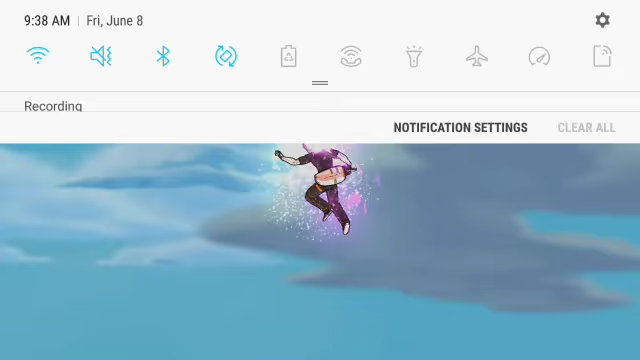 9:38 AM | Fri, June 8
Recording
NOTIFICATION SETTINGS CLEAR ALL